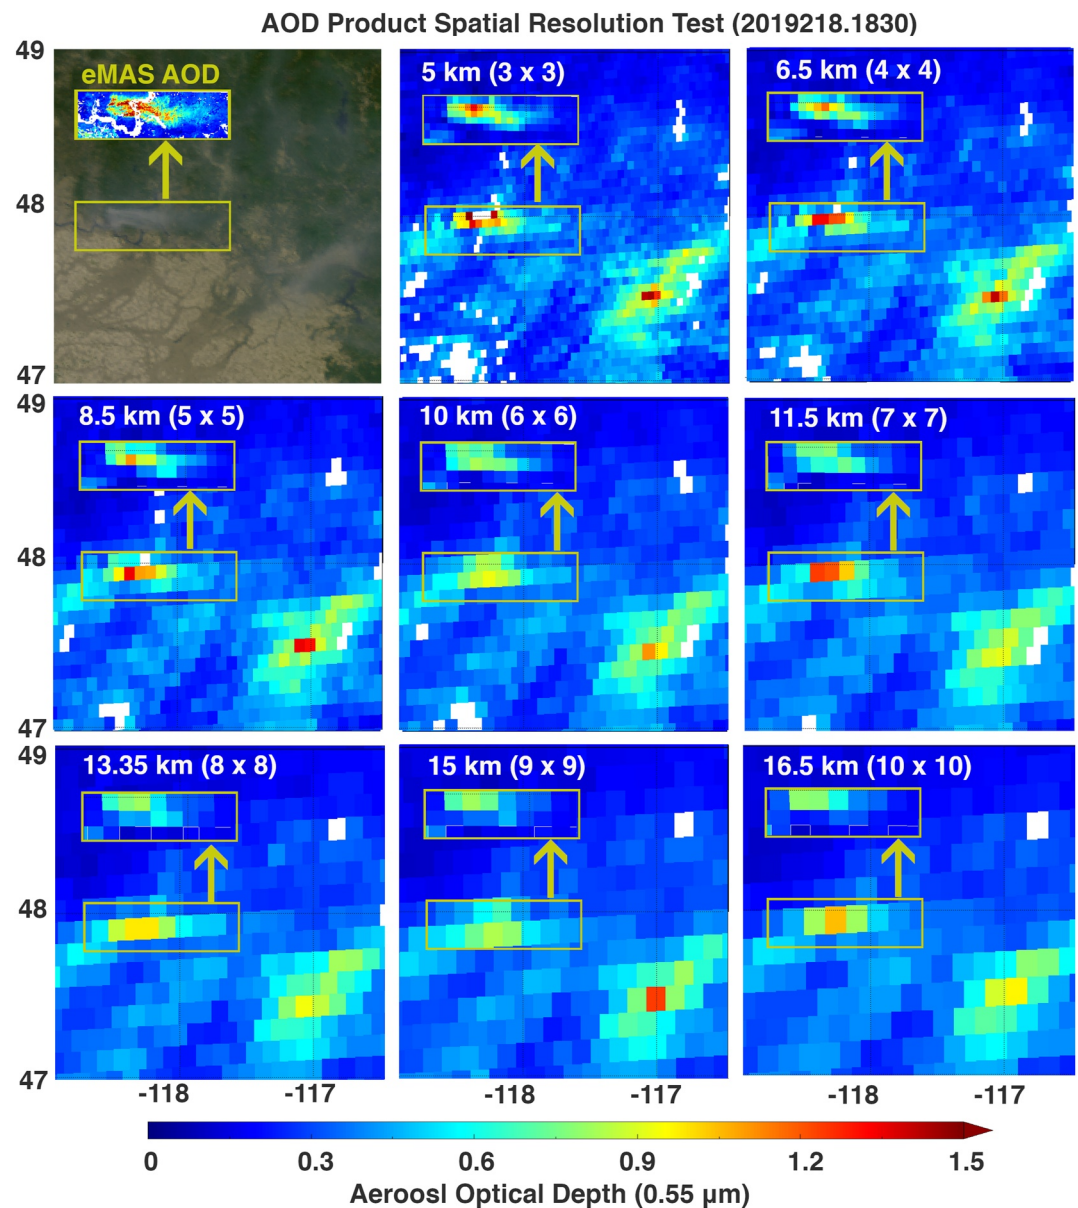 AOD Product Spatial Resolution Test (2019218.1830)
49
eMAS AOD
5 km (3 x 3)
6.5 km (4 x 4)
48
47
49
8.5 km (5 x 5)
10 km (6 x 6)
11.5 km (7 x 7)
48
47
49
13.35 km (8 x 8)
15 km (9 x 9)
16.5 km (10 x 10)
48
47
-118 -117 -118 -117 -118 -117
0 0.3 0.6 0.9 1.2 1.5
Aeroosl Optical Depth (0.55 µm)